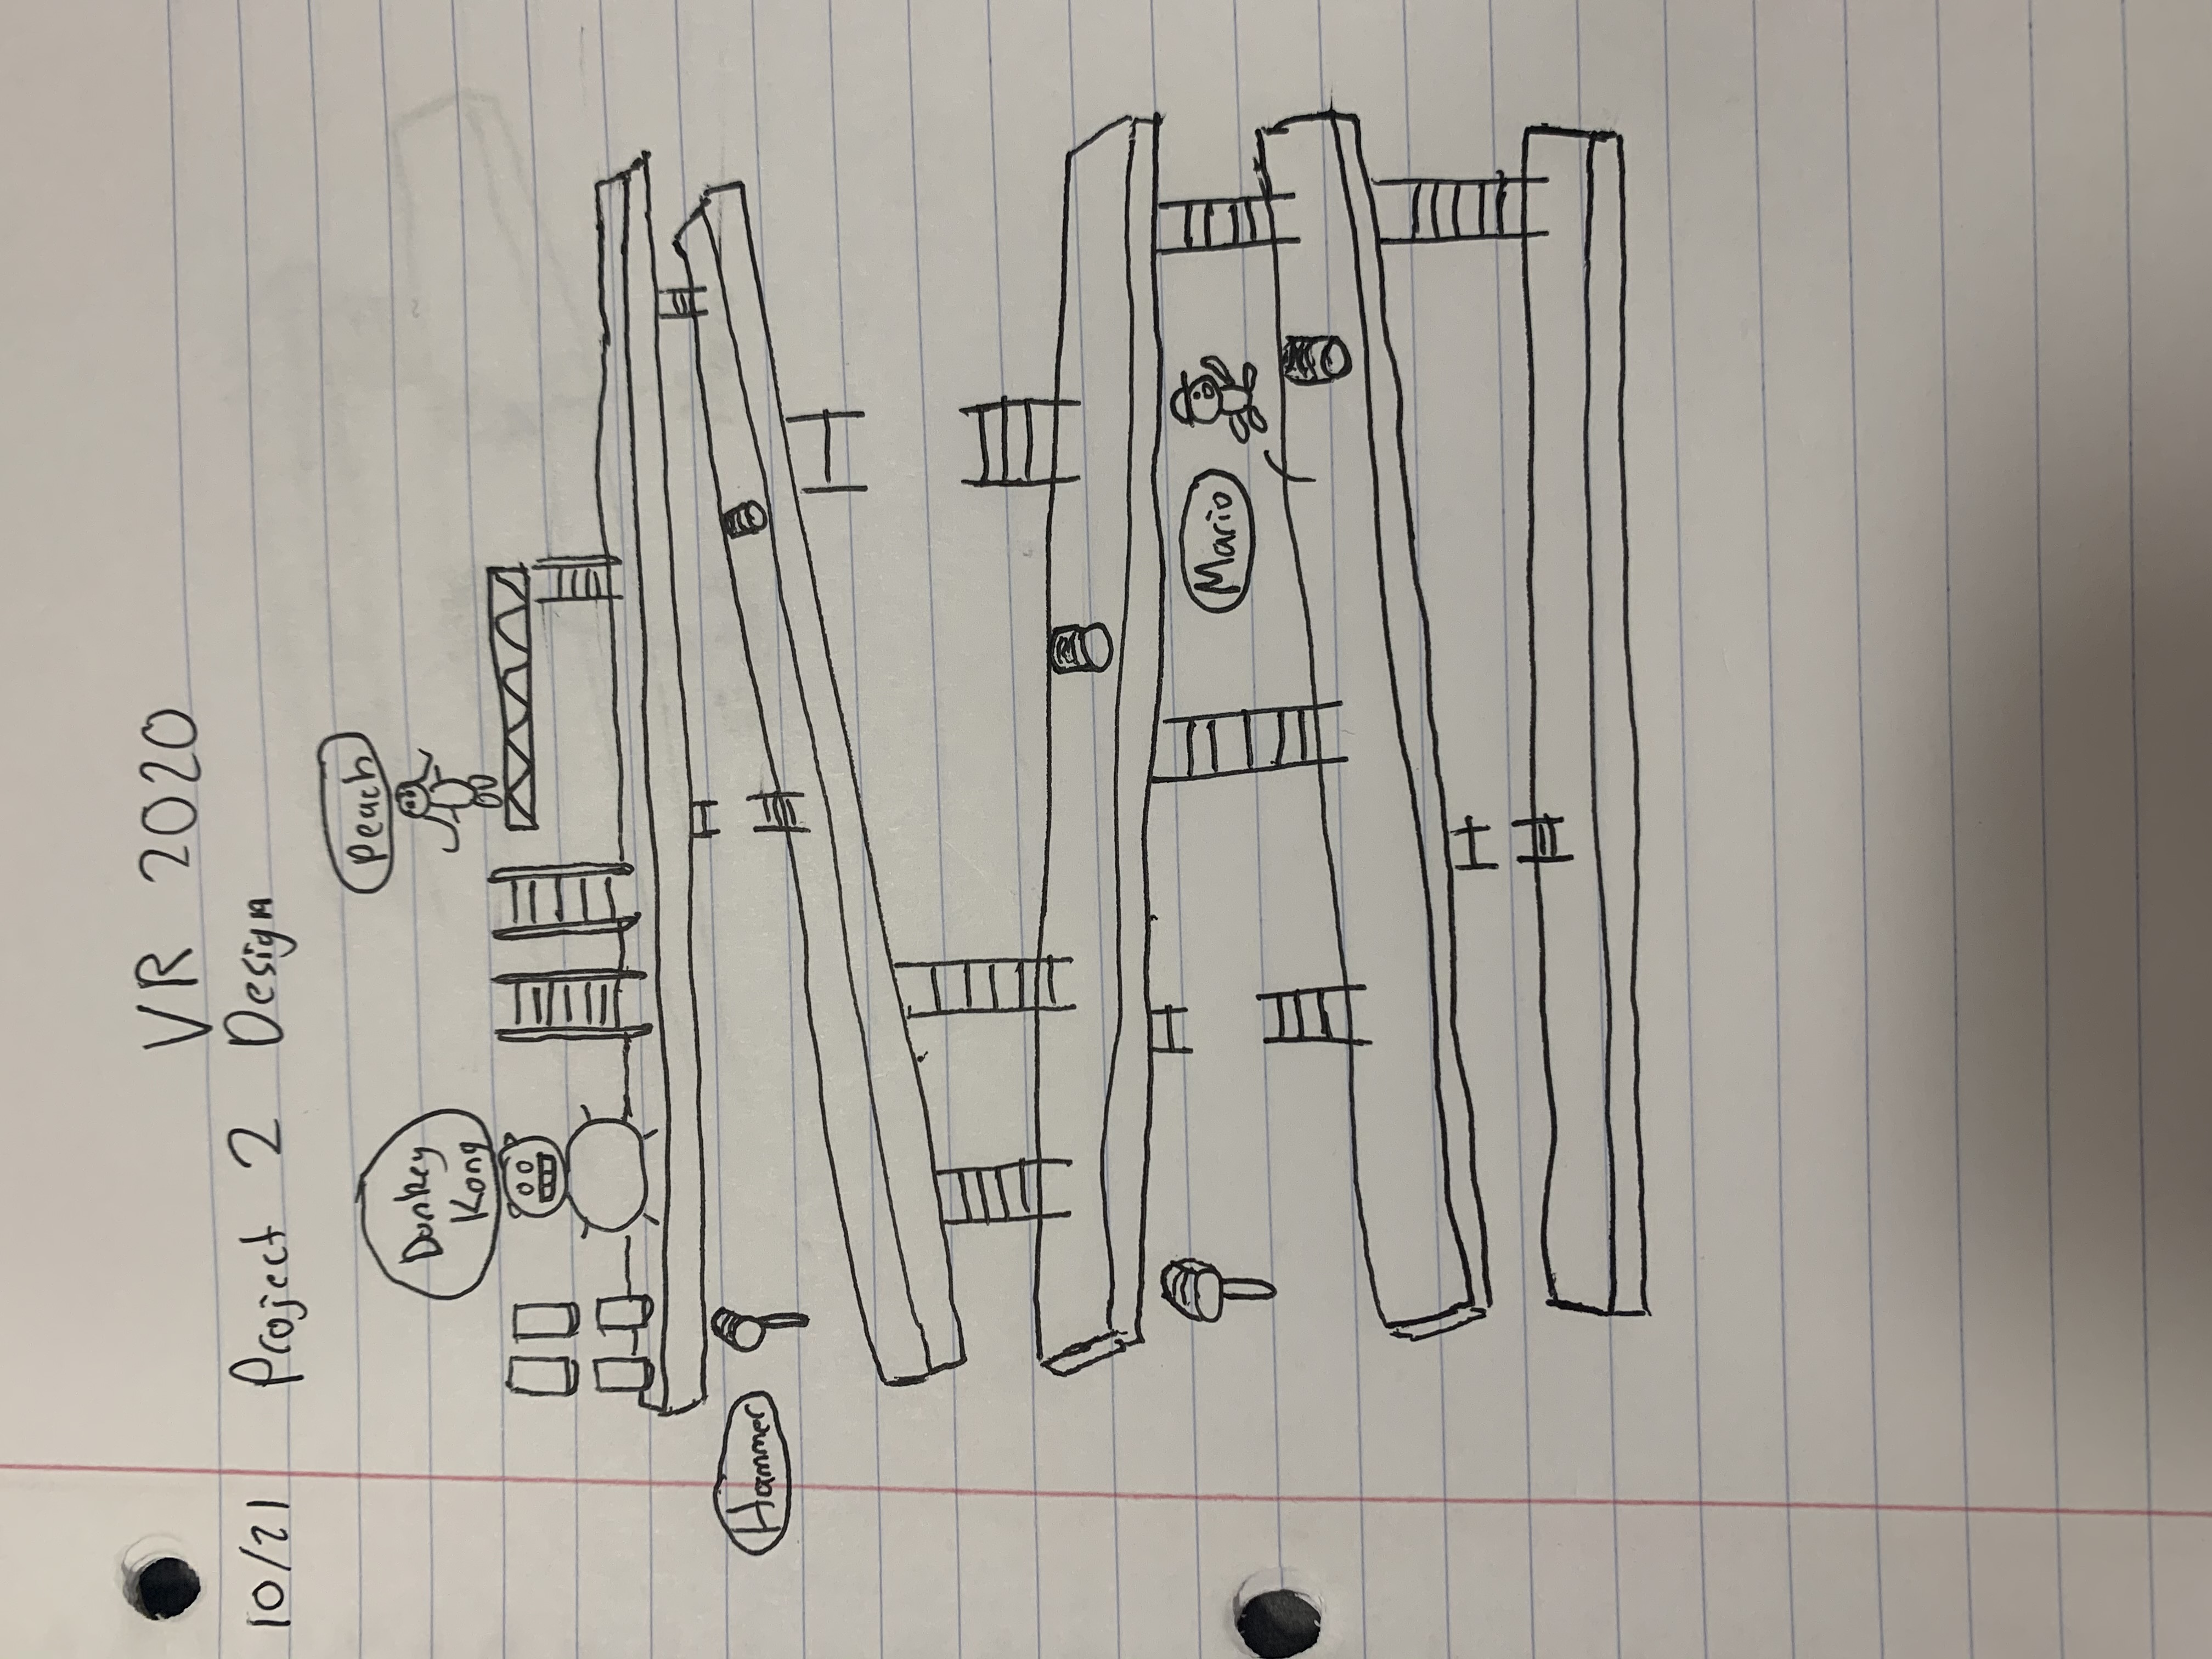 VR 2020
10/21 Project 2 Design
Peach
Donkey
Kong
Hammer
Mario